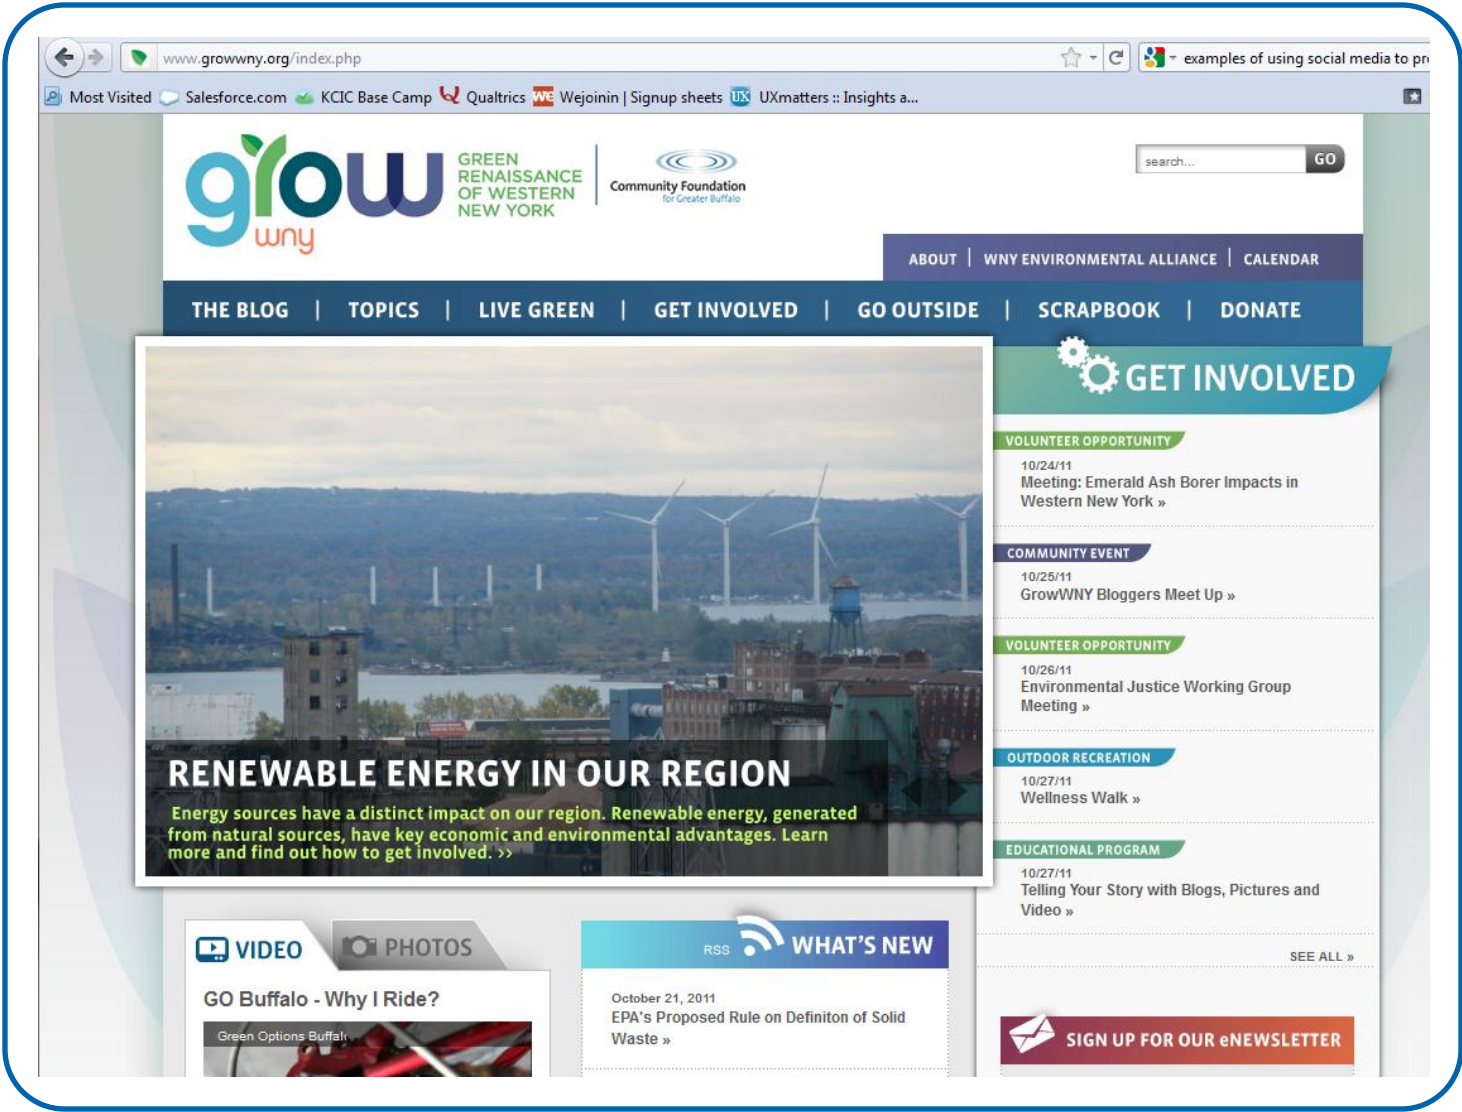 www.growwny.org/index.php
examples of using social media to pr
Most Visited Salesforce.com KCIC Base Camp Qualtrics Wejoinin | Signup sheets UXmatters :: Insights a...
grow
wny
GREEN
RENAISSANCE
OF WESTERN
NEW YORK
Community Foundation
for Greater Buffalo
search...
GO
ABOUT | WNY ENVIRONMENTAL ALLIANCE | CALENDAR
THE BLOG | TOPICS | LIVE GREEN | GET INVOLVED | GO OUTSIDE | SCRAPBOOK | DONATE
RENEWABLE ENERGY IN OUR REGION
Energy sources have a distinct impact on our region. Renewable energy, generated
from natural sources, have key economic and environmental advantages. Learn
more and find out how to get involved. >>
GET INVOLVED
VOLUNTEER OPPORTUNITY
10/24/11
Meeting: Emerald Ash Borer Impacts in
Western New York »
COMMUNITY EVENT
10/25/11
GrowWNY Bloggers Meet Up »
VOLUNTEER OPPORTUNITY
10/26/11
Environmental Justice Working Group
Meeting »
OUTDOOR RECREATION
10/27/11
Wellness Walk »
EDUCATIONAL PROGRAM
10/27/11
Telling Your Story with Blogs, Pictures and
Video »
SEE ALL »
SIGN UP FOR OUR eNEWSLETTER
VIDEO
PHOTOS
GO Buffalo - Why I Ride?
Green Options Buffalo
RSS WHAT'S NEW
October 21, 2011
EPA's Proposed Rule on Definiton of Solid
Waste »